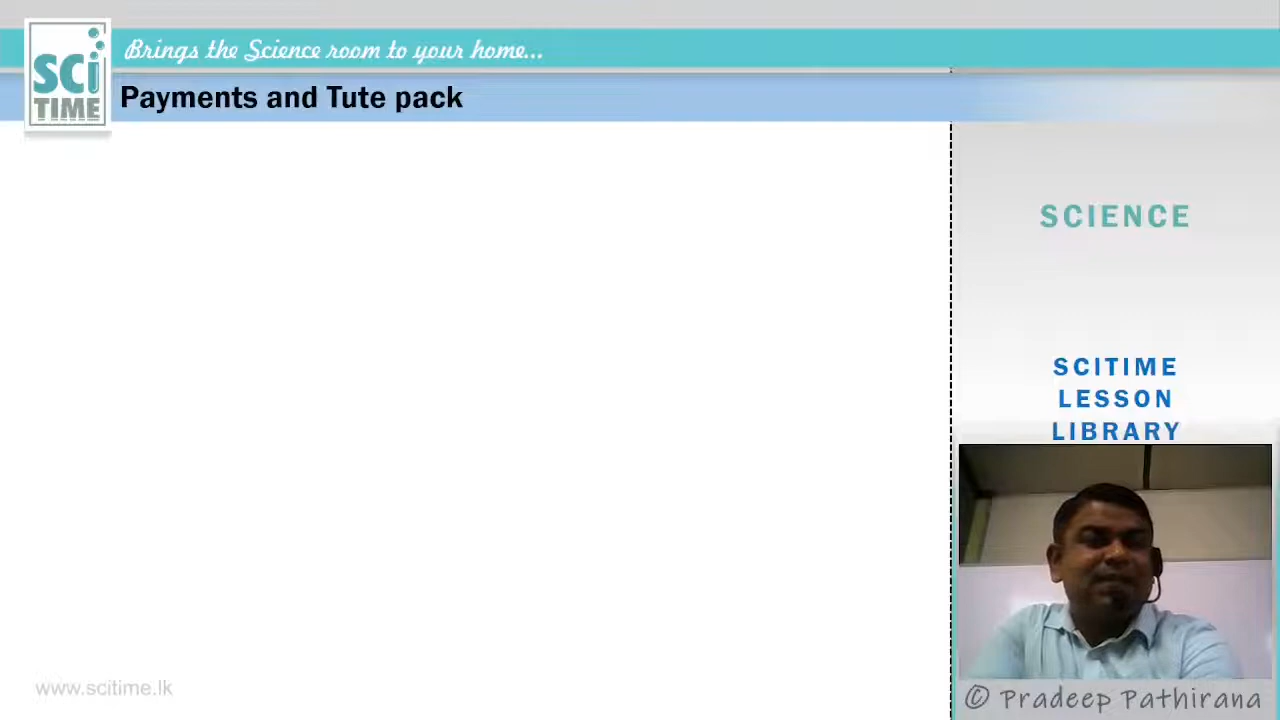 Brings the Science room to your home...
SCi
TIME
Payments and Tute pack
SCIENCE
SCITIME
LESSON
LIBRARY
www.scitime.lk
© Pradeep Pathirana